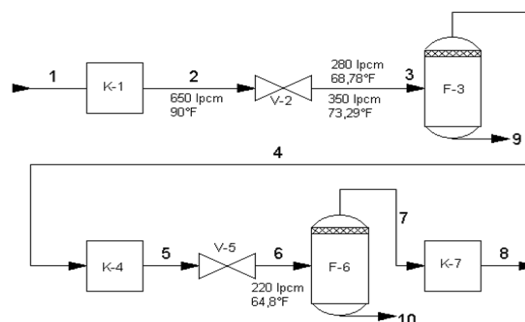 280 lpcm
68,78°F
1
2
3
K-1
V-2
F-3
650 lpcm
90°F
350 lpcm
73,29°F
9
4
7
V-5
5
6
8
K-4
F-6
K-7
220 lpcm
64,8°F
10